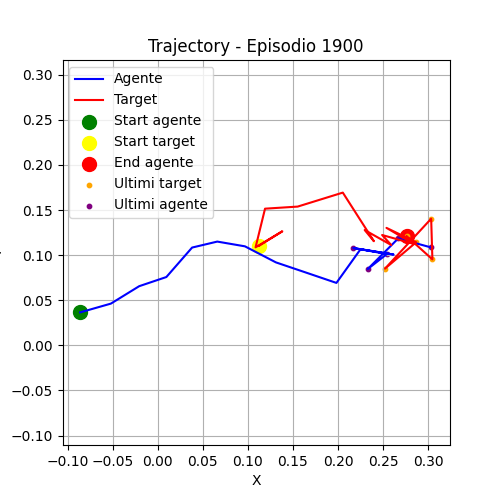 Trajectory - Episodio 1900
Agente
Target
Start agente
Start target
End agente
Ultimi target
Ultimi agente
0.30
0.25
0.20
0.15
0.10
0.05
0.00
−0.05
−0.10
−0.10 −0.05 0.00 0.05 0.10 0.15 0.20 0.25 0.30
X